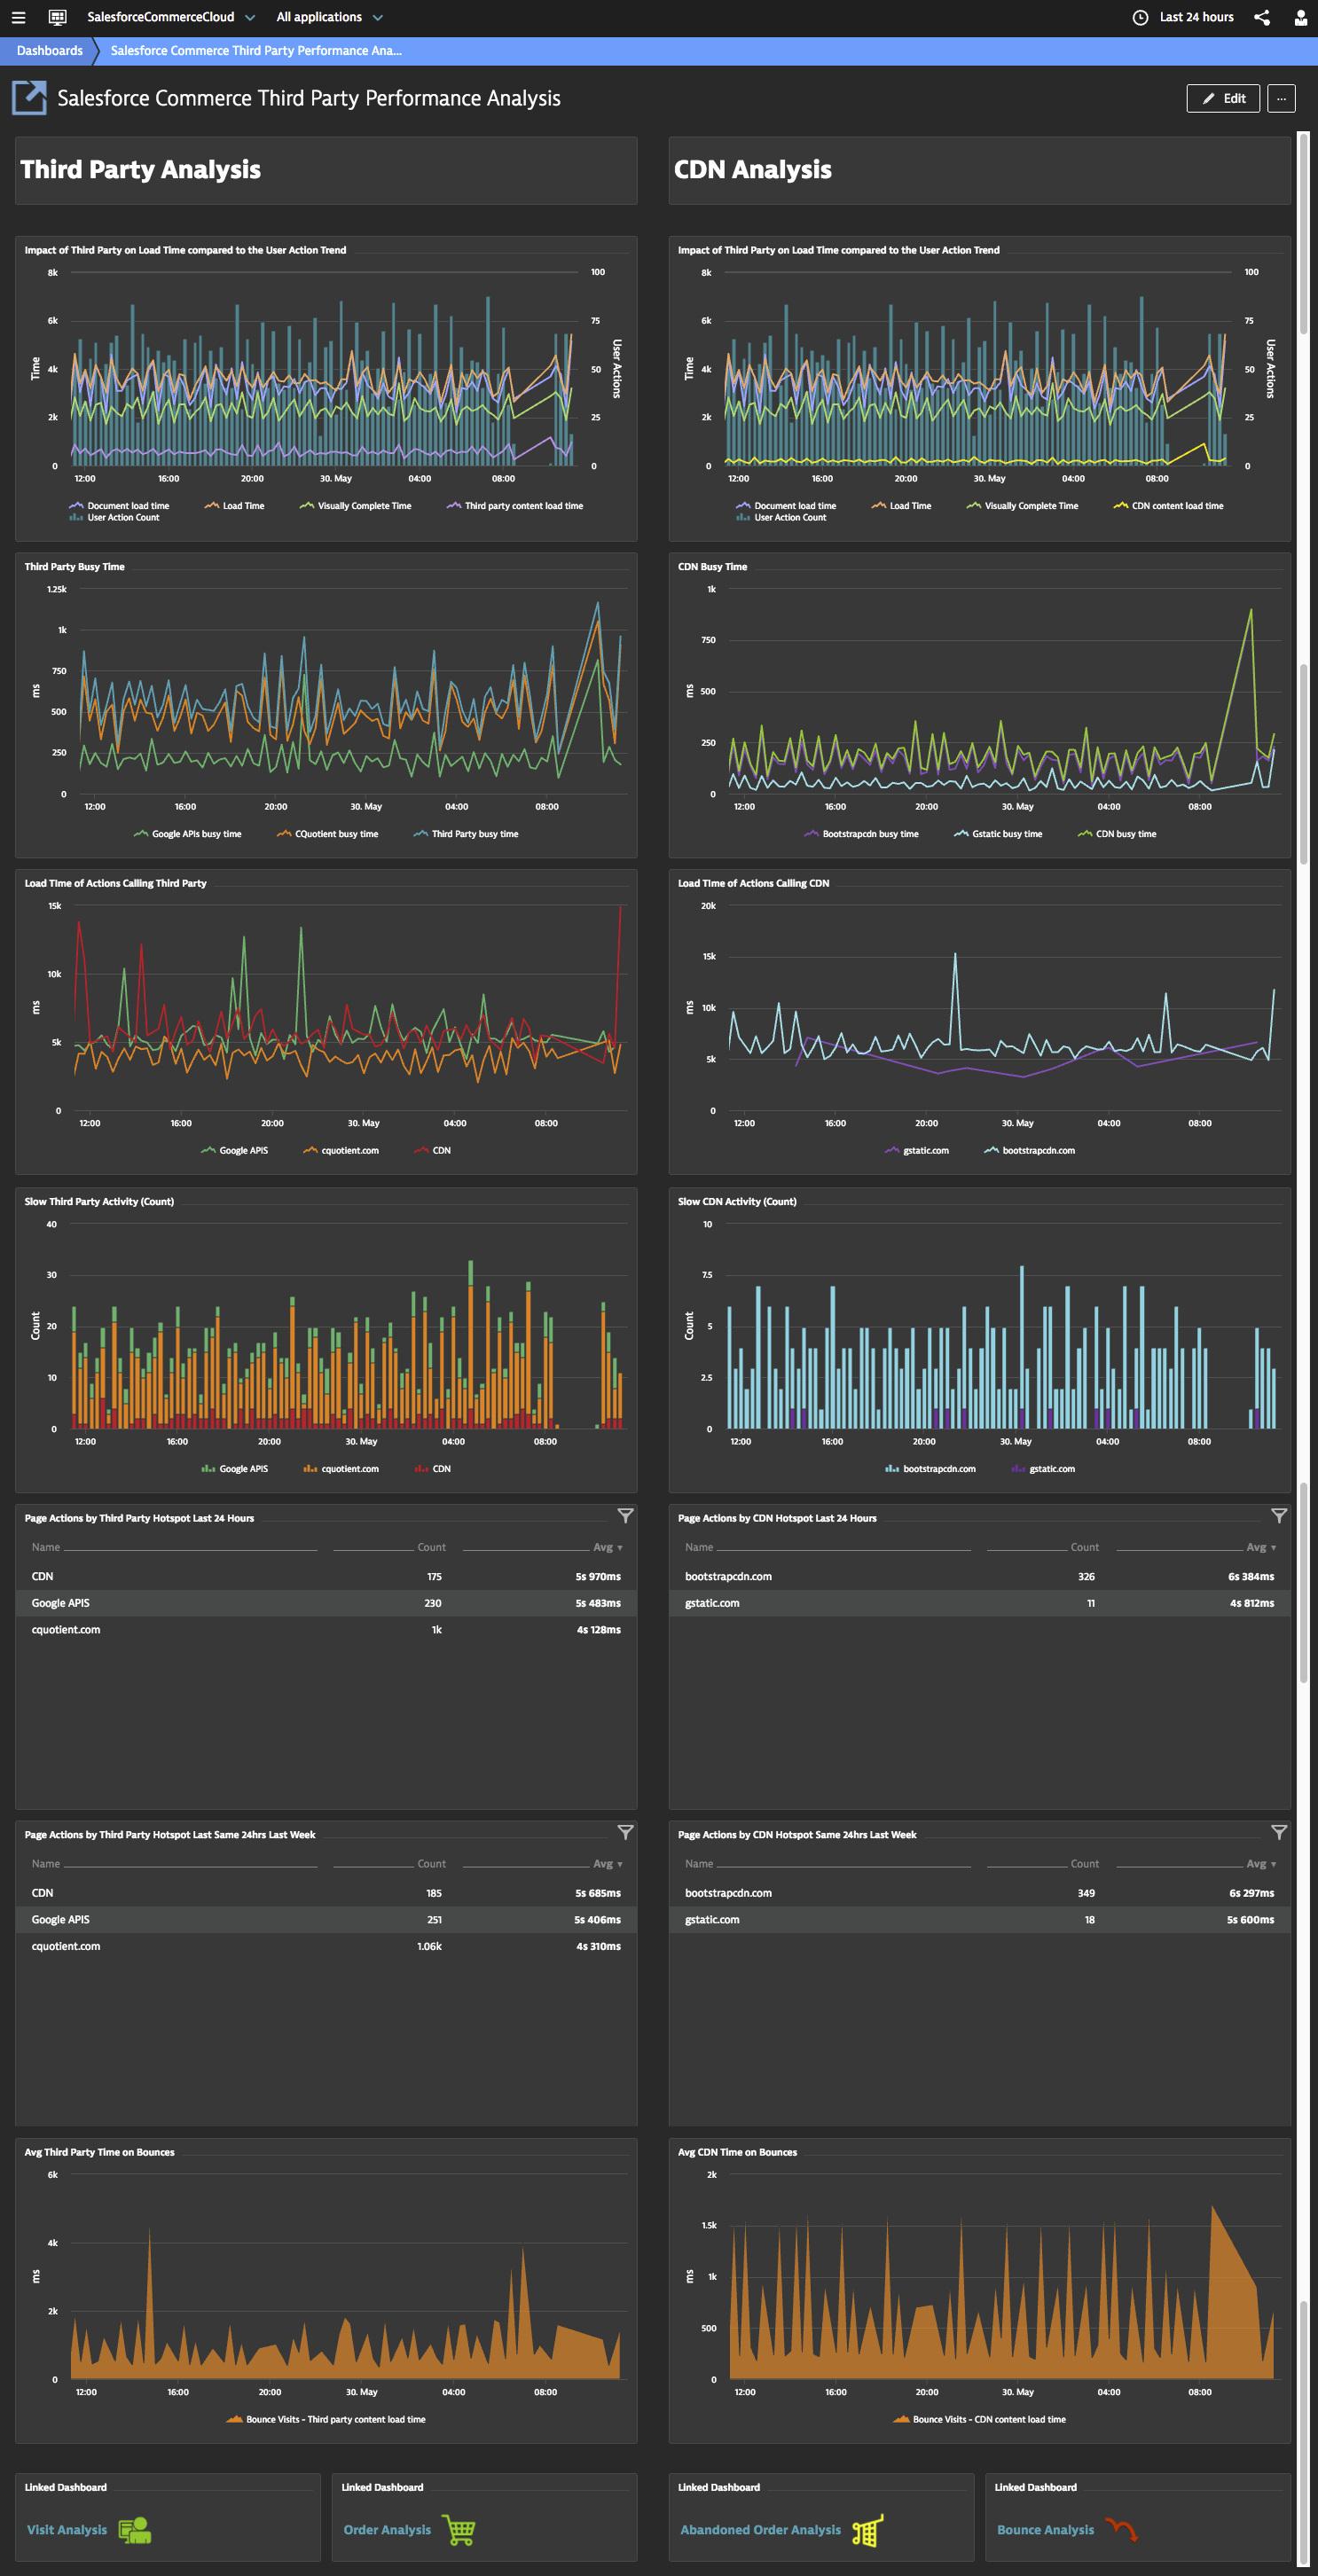 SalesforceCommerceCloud All applications Last 24 hours
Dashboards Salesforce Commerce Third Party Performance Ana...
Salesforce Commerce Third Party Performance Analysis Edit ...
Third Party Analysis
CDN Analysis
Impact of Third Party on Load Time compared to the User Action Trend
8k 100
6k 75
4k 50
2k 25
0 0
Time
User Actions
12:00 16:00 20:00 30. May 04:00 08:00
Document load time Load Time Visually Complete Time Third party content load time
User Action Count
Impact of Third Party on Load Time compared to the User Action Trend
8k 100
6k 75
4k 50
2k 25
0 0
Time
User Actions
12:00 16:00 20:00 30. May 04:00 08:00
Document load time Load Time Visually Complete Time CDN content load time
User Action Count
Third Party Busy Time
1.25k
1k
750
500
250
0
ms
12:00 16:00 20:00 30. May 04:00 08:00
Google APIs busy time CQuotient busy time Third Party busy time
CDN Busy Time
1k
750
500
250
0
ms
12:00 16:00 20:00 30. May 04:00 08:00
Bootstrapcdn busy time Gstatic busy time CDN busy time
Load TIme of Actions Calling Third Party
15k
10k
5k
0
ms
12:00 16:00 20:00 30. May 04:00 08:00
Google APIS cquotient.com CDN
Load TIme of Actions Calling CDN
20k
15k
10k
5k
0
ms
12:00 16:00 20:00 30. May 04:00 08:00
gstatic.com bootstrapcdn.com
Slow Third Party Activity (Count)
40
30
20
10
0
Count
12:00 16:00 20:00 30. May 04:00 08:00
Google APIS cquotient.com CDN
Slow CDN Activity (Count)
10
7.5
5
2.5
0
Count
12:00 16:00 20:00 30. May 04:00 08:00
bootstrapcdn.com gstatic.com
Page Actions by Third Party Hotspot Last 24 Hours
Name Count Avg ▼
CDN 175 5s 970ms
Google APIS 230 5s 483ms
cquotient.com 1k 4s 128ms
Page Actions by CDN Hotspot Last 24 Hours
Name Count Avg ▼
bootstrapcdn.com 326 6s 384ms
gstatic.com 11 4s 812ms
Page Actions by Third Party Hotspot Last Same 24hrs Last Week
Name Count Avg ▼
CDN 185 5s 685ms
Google APIS 251 5s 406ms
cquotient.com 1.06k 4s 310ms
Page Actions by CDN Hotspot Same 24hrs Last Week
Name Count Avg ▼
bootstrapcdn.com 349 6s 297ms
gstatic.com 18 5s 600ms
Avg Third Party Time on Bounces
6k
4k
2k
0
ms
12:00 16:00 20:00 30. May 04:00 08:00
Bounce Visits - Third party content load time
Avg CDN Time on Bounces
2k
1.5k
1k
500
0
ms
12:00 16:00 20:00 30. May 04:00 08:00
Bounce Visits - CDN content load time
Linked Dashboard
Visit Analysis
Linked Dashboard
Order Analysis
Linked Dashboard
Abandoned Order Analysis
Linked Dashboard
Bounce Analysis